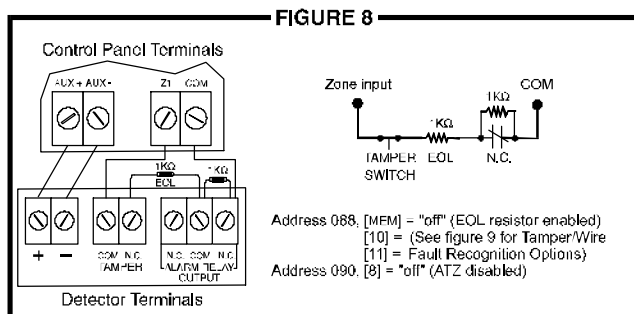 FIGURE 8
Control Panel Terminals
AUX+ AUX- Z1 COM
1KΩ
EOL
1KΩ
+ - COM N.C. N.C. COM N.C.
TAMPER ALARM RELAY
OUTPUT
Detector Terminals
Zone input COM
1KΩ
1KΩ
TAMPER EOL N.C.
SWITCH
Address 088, [MEM] = "off" (EOL resistor enabled)
[10] = (See figure 9 for Tamper/Wire
[11] = Fault Recognition Options)
Address 090, [8] = "off" (ATZ disabled)